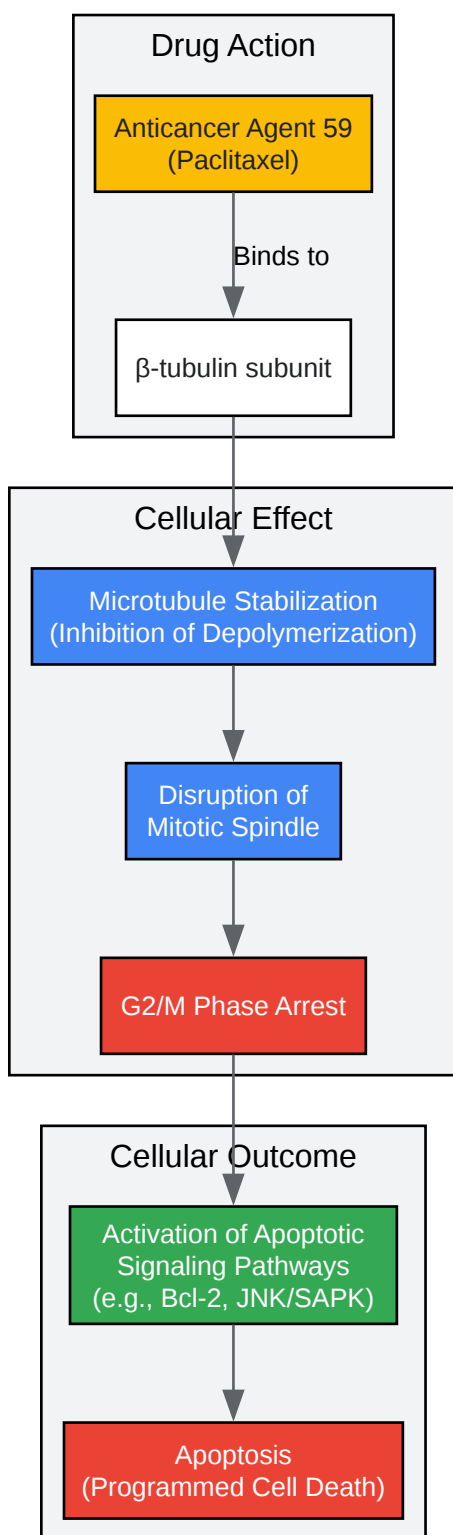 Drug Action
Anticancer Agent 59
(Paclitaxel)
Binds to
β-tubulin subunit
Cellular Effect
Microtubule Stabilization
(Inhibition of Depolymerization)
Disruption of
Mitotic Spindle
G2/M Phase Arrest
Cellular Outcome
Activation of Apoptotic
Signaling Pathways
(e.g., Bcl-2, JNK/SAPK)
Apoptosis
(Programmed Cell Death)